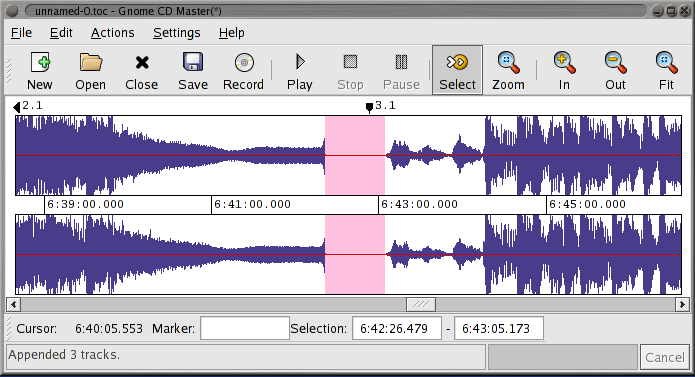 unnamed-0.toc - Gnome CD Master(*)
File Edit Actions Settings Help
New Open Close Save Record Play Stop Pause Select Zoom In Out Fit
2.1 3.1
6:39:00.000 6:41:00.000 6:43:00.000 6:45:00.000
Cursor: 6:40:05.553 Marker: Selection: 6:42:26.479 - 6:43:05.173
Appended 3 tracks. Cancel